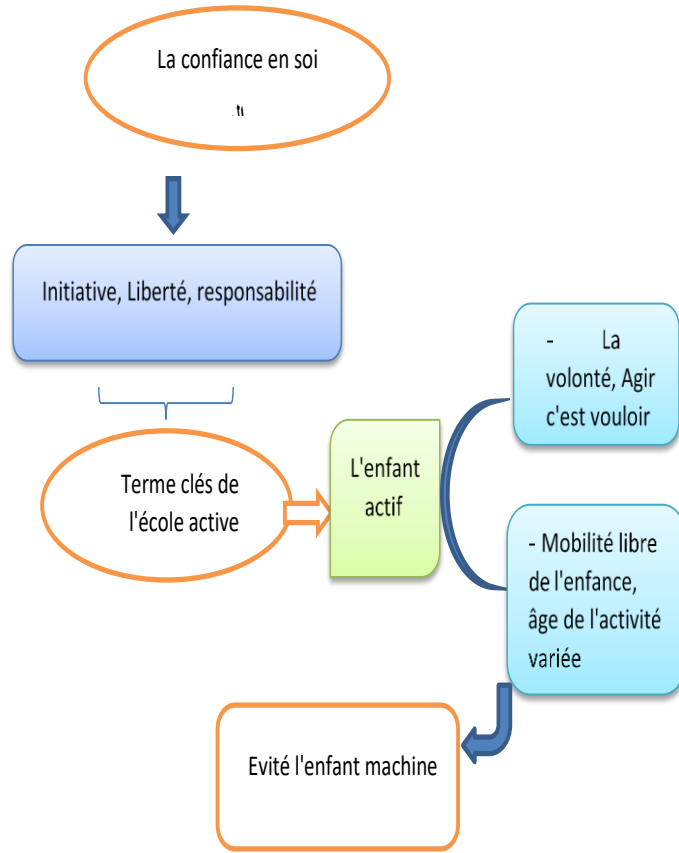 La confiance en soi
Initiative, Liberté, responsabilité
- La
volonté, Agir
c'est vouloir
Terme clés de
l'école active
L'enfant
actif
- Mobilité libre
de l'enfance,
âge de l'activité
variée
Evité l'enfant machine